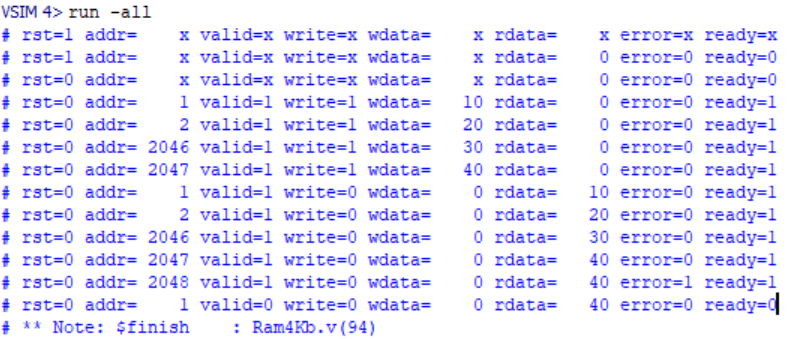 VSIM 4> run -all
# rst=1 addr=    x valid=x write=x wdata=    x rdata=    x error=x ready=x
# rst=1 addr=    x valid=x write=x wdata=    x rdata=    0 error=0 ready=0
# rst=0 addr=    x valid=x write=x wdata=    x rdata=    0 error=0 ready=0
# rst=0 addr=    1 valid=1 write=1 wdata=   10 rdata=    0 error=0 ready=1
# rst=0 addr=    2 valid=1 write=1 wdata=   20 rdata=    0 error=0 ready=1
# rst=0 addr= 2046 valid=1 write=1 wdata=   30 rdata=    0 error=0 ready=1
# rst=0 addr= 2047 valid=1 write=1 wdata=   40 rdata=    0 error=0 ready=1
# rst=0 addr=    1 valid=1 write=0 wdata=    0 rdata=   10 error=0 ready=1
# rst=0 addr=    2 valid=1 write=0 wdata=    0 rdata=   20 error=0 ready=1
# rst=0 addr= 2046 valid=1 write=0 wdata=    0 rdata=   30 error=0 ready=1
# rst=0 addr= 2047 valid=1 write=0 wdata=    0 rdata=   40 error=0 ready=1
# rst=0 addr= 2048 valid=1 write=0 wdata=    0 rdata=   40 error=1 ready=1
# rst=0 addr=    1 valid=0 write=0 wdata=    0 rdata=   40 error=0 ready=0
# ** Note: $finish    : Ram4Kb.v(94)